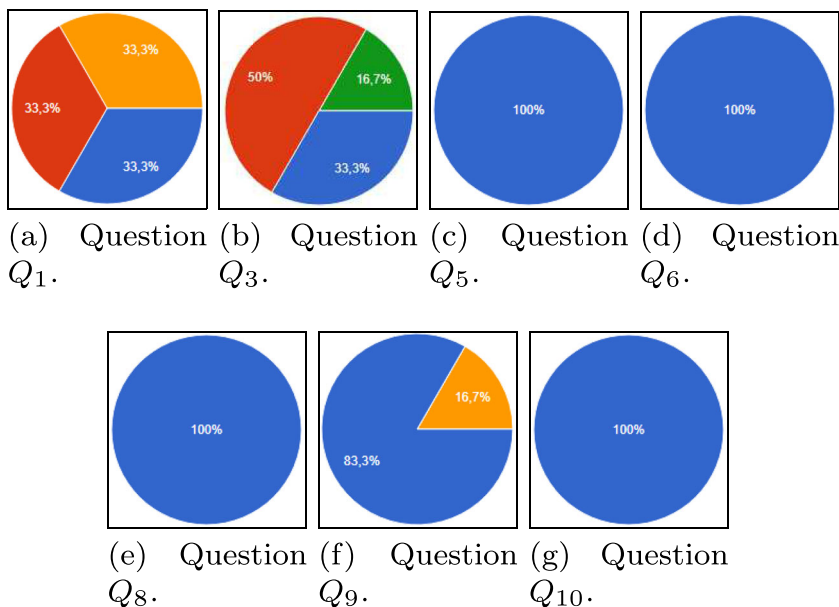 33,3%
33,3%
33,3%
50%
16,7%
33,3%
100%
100%
(a) Question Q1.
(b) Question Q3.
(c) Question Q5.
(d) Question Q6.
100%
16,7%
83,3%
100%
(e) Question Q8.
(f) Question Q9.
(g) Question Q10.